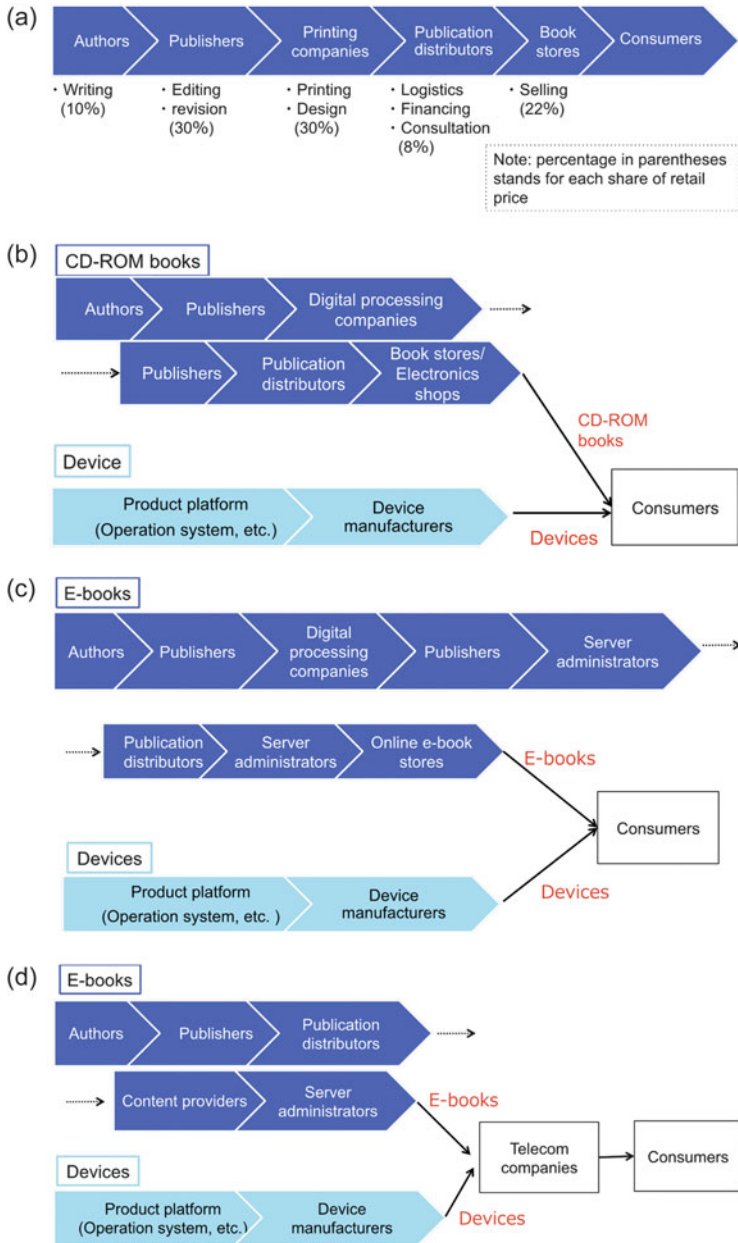 (a)
Authors
Publishers
Printing
companies
Publication
distributors
Book
stores
Consumers
・Writing
(10%)
・Editing
・revision
(30%)
・Printing
・Design
(30%)
・Logistics
・Financing
・Consultation
(8%)
・Selling
(22%)
Note: percentage in parentheses
stands for each share of retail
price
(b)
CD-ROM books
Authors
Publishers
Digital processing
companies
Publishers
Publication
distributors
Book stores/
Electronics
shops
CD-ROM
books
Device
Product platform
(Operation system, etc.)
Device
manufacturers
Devices
Consumers
(c)
E-books
Authors
Publishers
Digital
processing
companies
Publishers
Server
administrators
Publication
distributors
Server
administrators
Online e-book
stores
E-books
Consumers
Devices
Product platform
(Operation system, etc. )
Device
manufacturers
Devices
(d)
E-books
Authors
Publishers
Publication
distributors
Content providers
Server
administrators
E-books
Telecom
companies
Consumers
Devices
Product platform
(Operation system, etc.)
Device
manufacturers
Devices